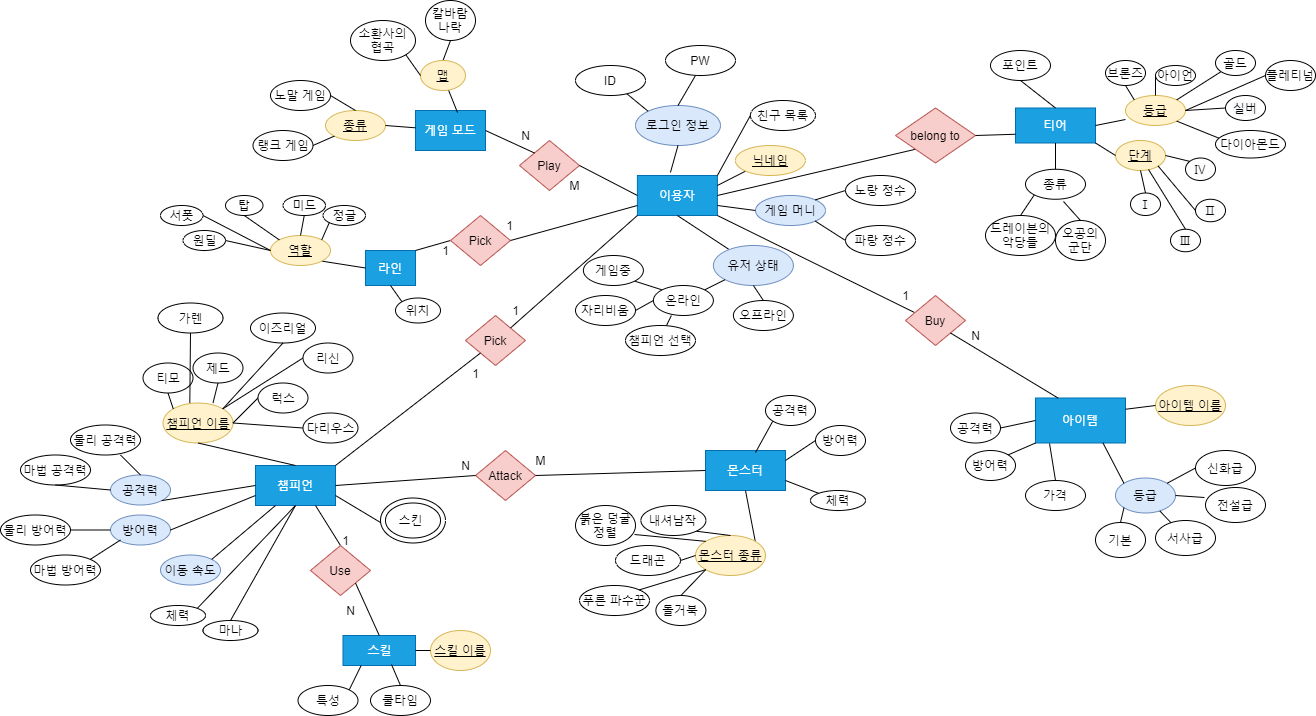 칼바람
나락
소환사의
협곡
맵
노말 게임
종류
랭크 게임
게임 모드
N
Play
M
ID
PW
로그인 정보
친구 목록
닉네임
이용자
게임 머니
노랑 정수
파랑 정수
유저 상태
게임중
자리비움
온라인
챔피언 선택
오프라인
belong to
포인트
티어
브론즈
아이언
골드
플레티넘
등급
실버
다이아몬드
단계
Ⅳ
Ⅰ
Ⅱ
Ⅲ
종류
드레이븐의
악당들
오공의
군단
서폿
탑
미드
정글
원딜
역할
라인
위치
1
Pick
1
1
Pick
1
1
Buy
N
가렌
이즈리얼
리신
티모
제드
럭스
챔피언 이름
다리우스
물리 공격력
마법 공격력
공격력
챔피언
물리 방어력
방어력
마법 방어력
이동 속도
체력
마나
스킨
N
Attack
M
공격력
방어력
몬스터
체력
붉은 덩굴
정렬
내셔남작
드래곤
몬스터 종류
푸른 파수꾼
돌거북
1
Use
N
스킬
스킬 이름
특성
쿨타임
아이템
아이템 이름
공격력
방어력
가격
등급
신화급
전설급
서사급
기본